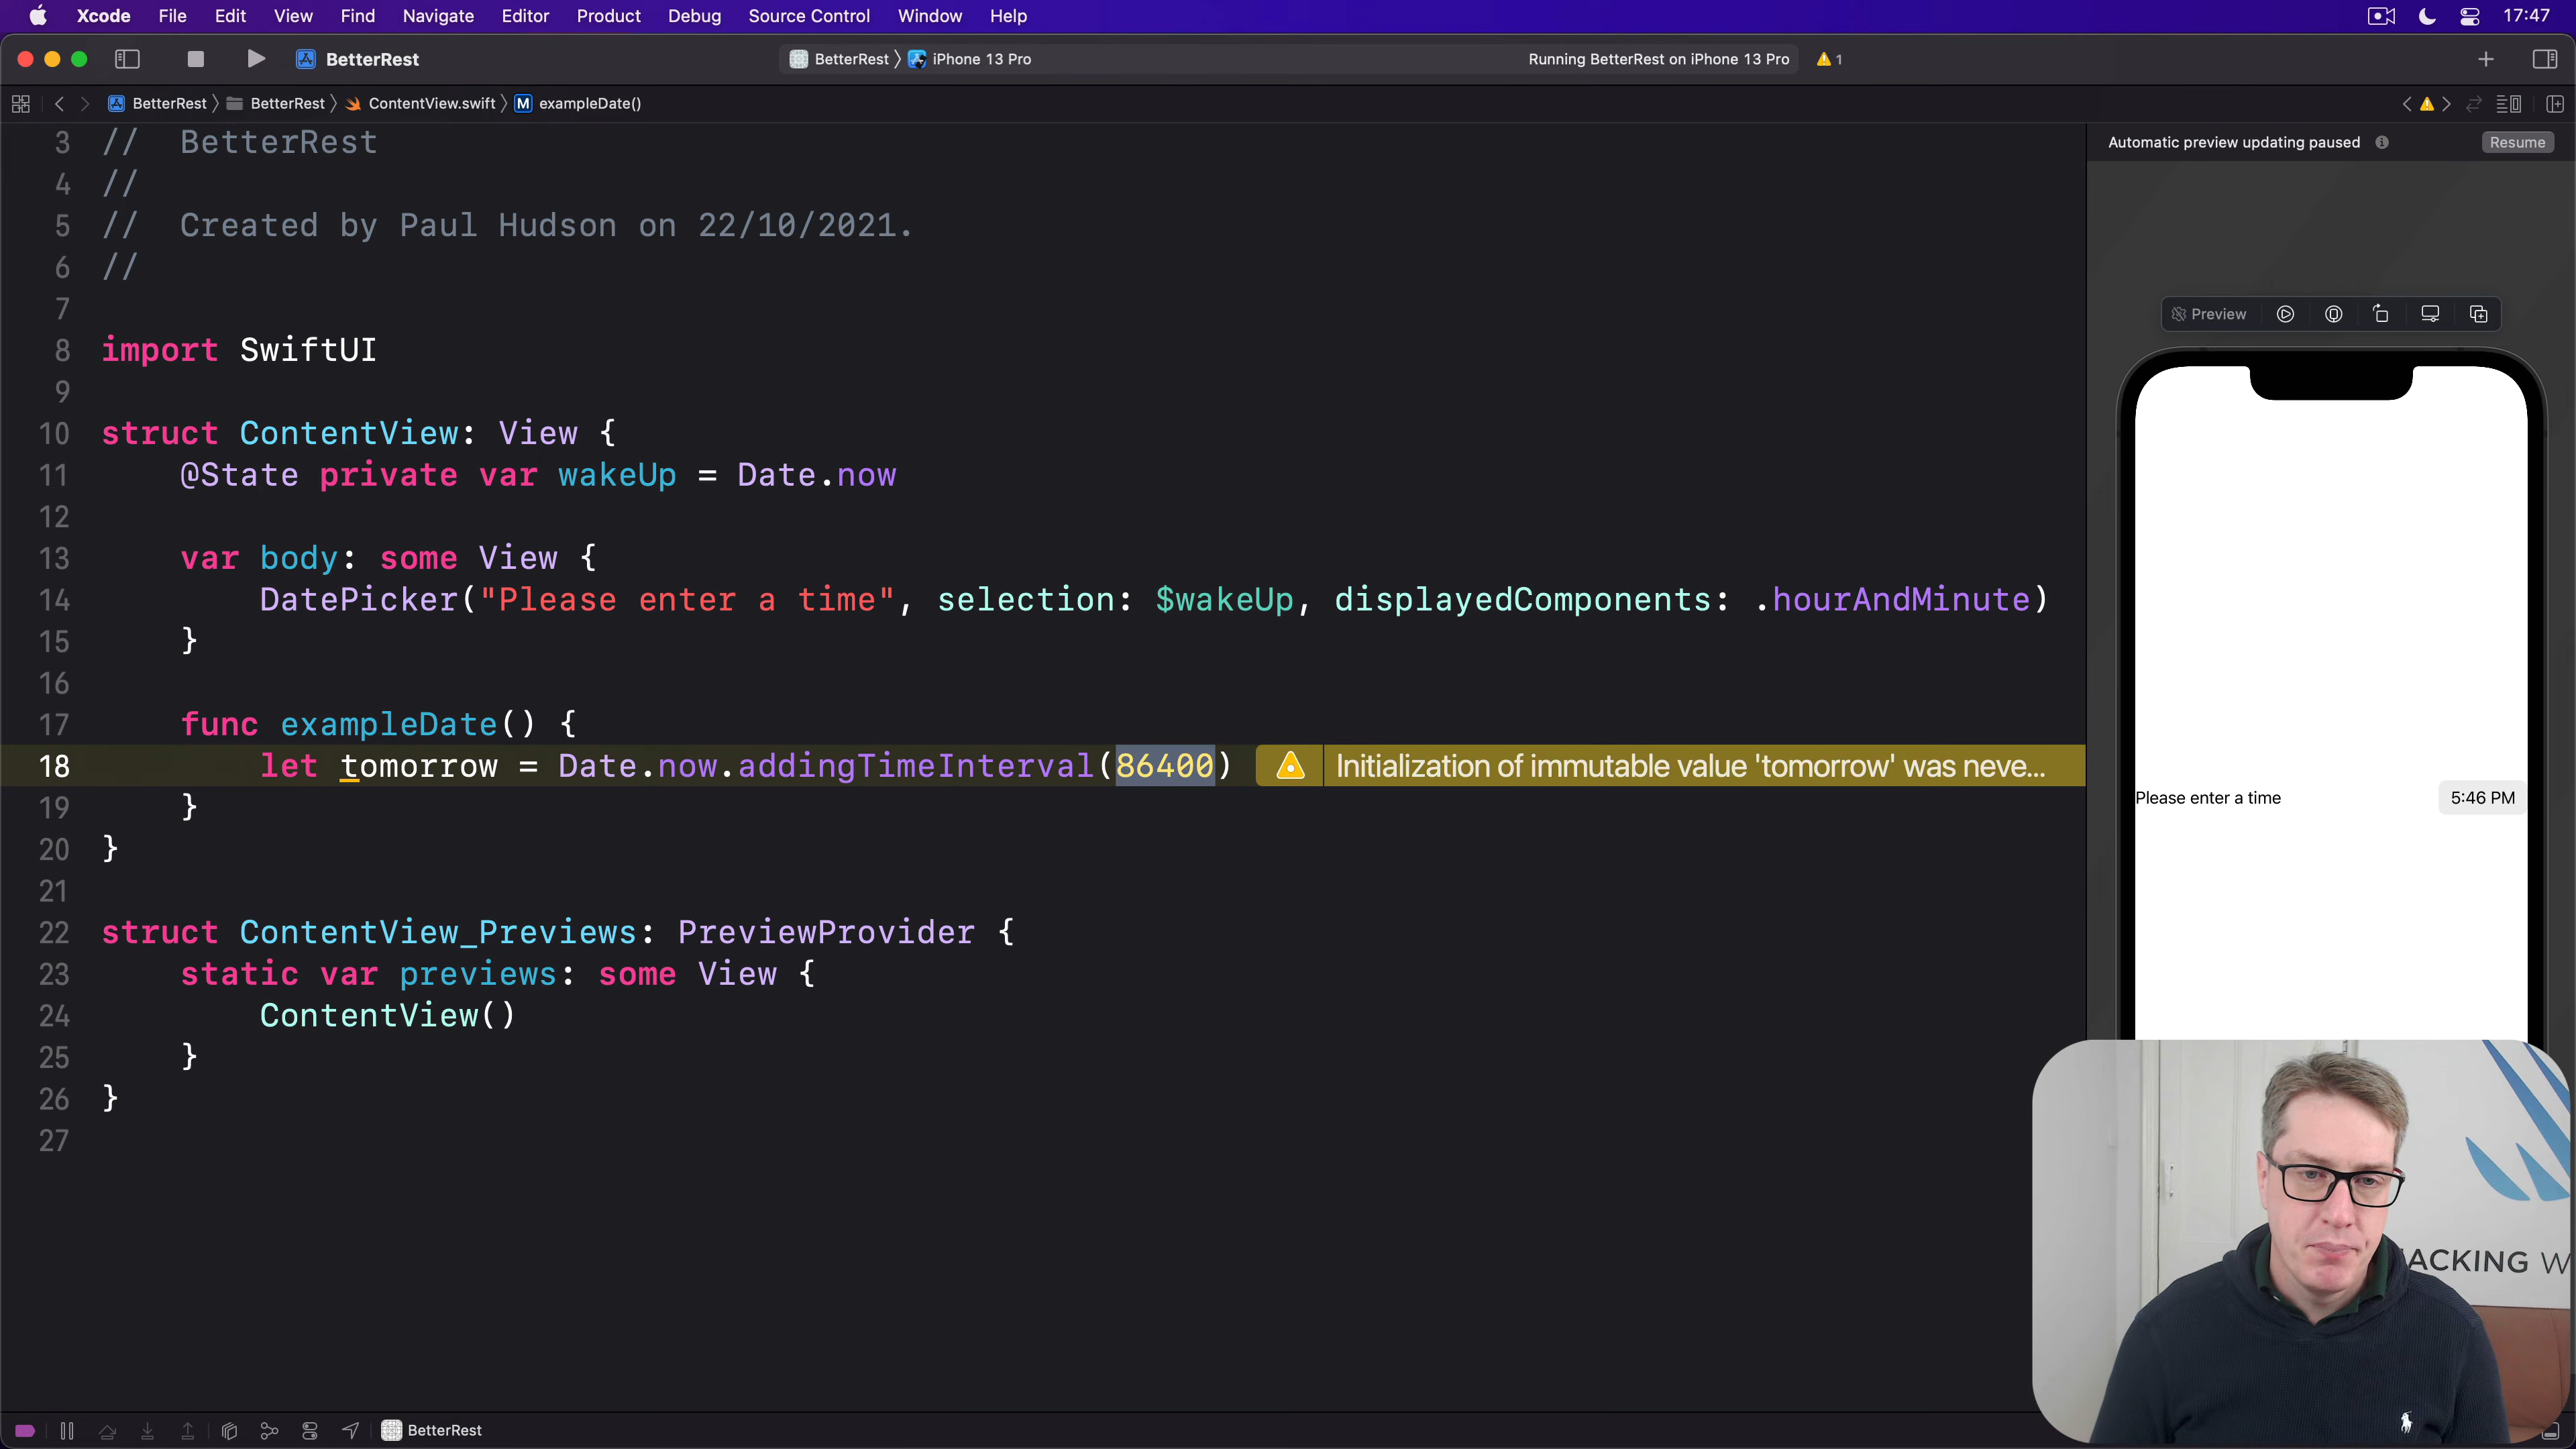 Xcode File Edit View Find Navigate Editor Product Debug Source Control Window Help 17:47
BetterRest BetterRest iPhone 13 Pro Running BetterRest on iPhone 13 Pro 1
BetterRest BetterRest ContentView.swift M exampleDate()
Automatic preview updating paused Resume
3 // BetterRest
4 //
5 // Created by Paul Hudson on 22/10/2021.
6 //
7
8 import SwiftUI
9
10 struct ContentView: View {
11 @State private var wakeUp = Date.now
12
13 var body: some View {
14 DatePicker("Please enter a time", selection: $wakeUp, displayedComponents: .hourAndMinute)
15 }
16
17 func exampleDate() {
18 let tomorrow = Date.now.addingTimeInterval(86400) Initialization of immutable value 'tomorrow' was neve...
19 }
20 }
21
22 struct ContentView_Previews: PreviewProvider {
23 static var previews: some View {
24 ContentView()
25 }
26 }
27
Preview
Please enter a time 5:46 PM
ACKING W
BetterRest